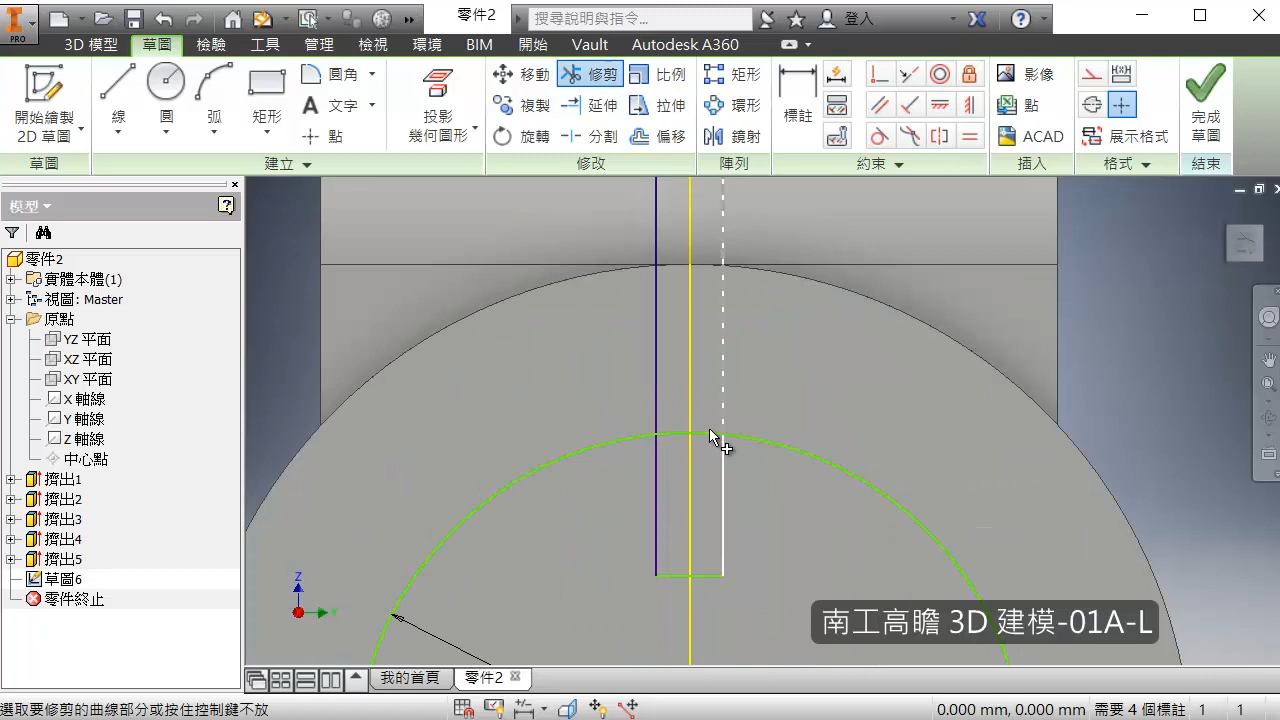 PRO
零件2
搜尋說明與指令...
登入
3D 模型 草圖 檢驗 工具 管理 檢視 環境 BIM 開始 Vault Autodesk A360
開始繪製
2D 草圖
線 圓 弧 矩形
圓角
文字
點
投影
幾何圖形
移動 修剪 比例
複製 延伸 拉伸
旋轉 分割 偏移
矩形
環形
鏡射
標註
影像
點
ACAD
展示格式
完成
草圖
草圖 建立 修改 陣列 約束 插入 格式 結束
模型
零件2
實體本體(1)
視圖: Master
原點
YZ 平面
XZ 平面
XY 平面
X 軸線
Y 軸線
Z 軸線
中心點
擠出1
擠出2
擠出3
擠出4
擠出5
草圖6
零件終止
Z
Y
南工高瞻 3D 建模-01A-L
我的首頁 零件2
選取要修剪的曲線部分或按住控制鍵不放
0.000 mm, 0.000 mm 需要 4 個標註 1 1